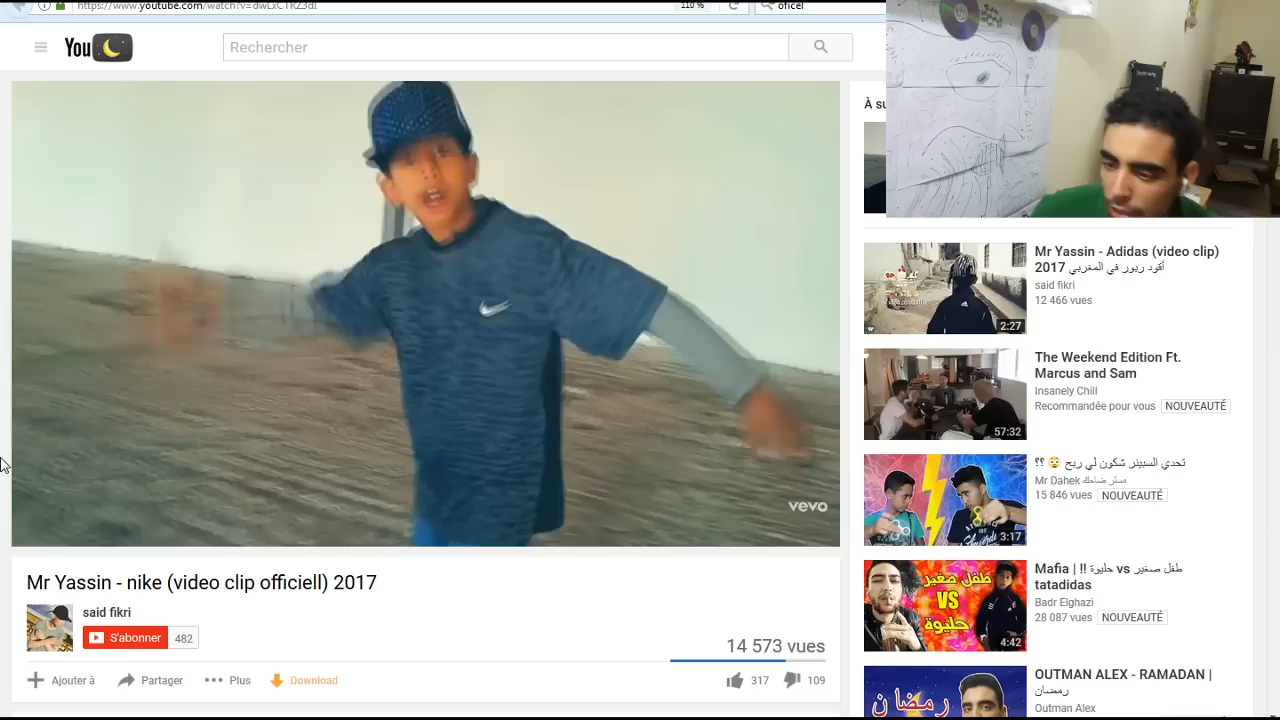 https://www.youtube.com/watch?v=dwLxCTRZ3dI
110 %
oficel
You
Rechercher
vevo
Mr Yassin - nike (video clip officiell) 2017
said fikri
S'abonner 482
14 573 vues
Ajouter à Partager Plus Download
317 109
À su
Mr Yassin - Adidas (video clip)
2017 أقود ربور في المغربي
said fikri
12 466 vues
2:27
The Weekend Edition Ft.
Marcus and Sam
Insanely Chill
Recommandée pour vous NOUVEAUTÉ
57:32
تحدي السبينر شكون لي ربح 😳 ؟؟
Mr Dahek مستر ضاحك
15 846 vues NOUVEAUTÉ
3:17
Mafia | !! حليوة vs طفل صغير
tatadidas
Badr Elghazi
28 087 vues NOUVEAUTÉ
طفل صغير
VS
حليوة
4:42
OUTMAN ALEX - RAMADAN |
رمضان
Outman Alex
رمضان